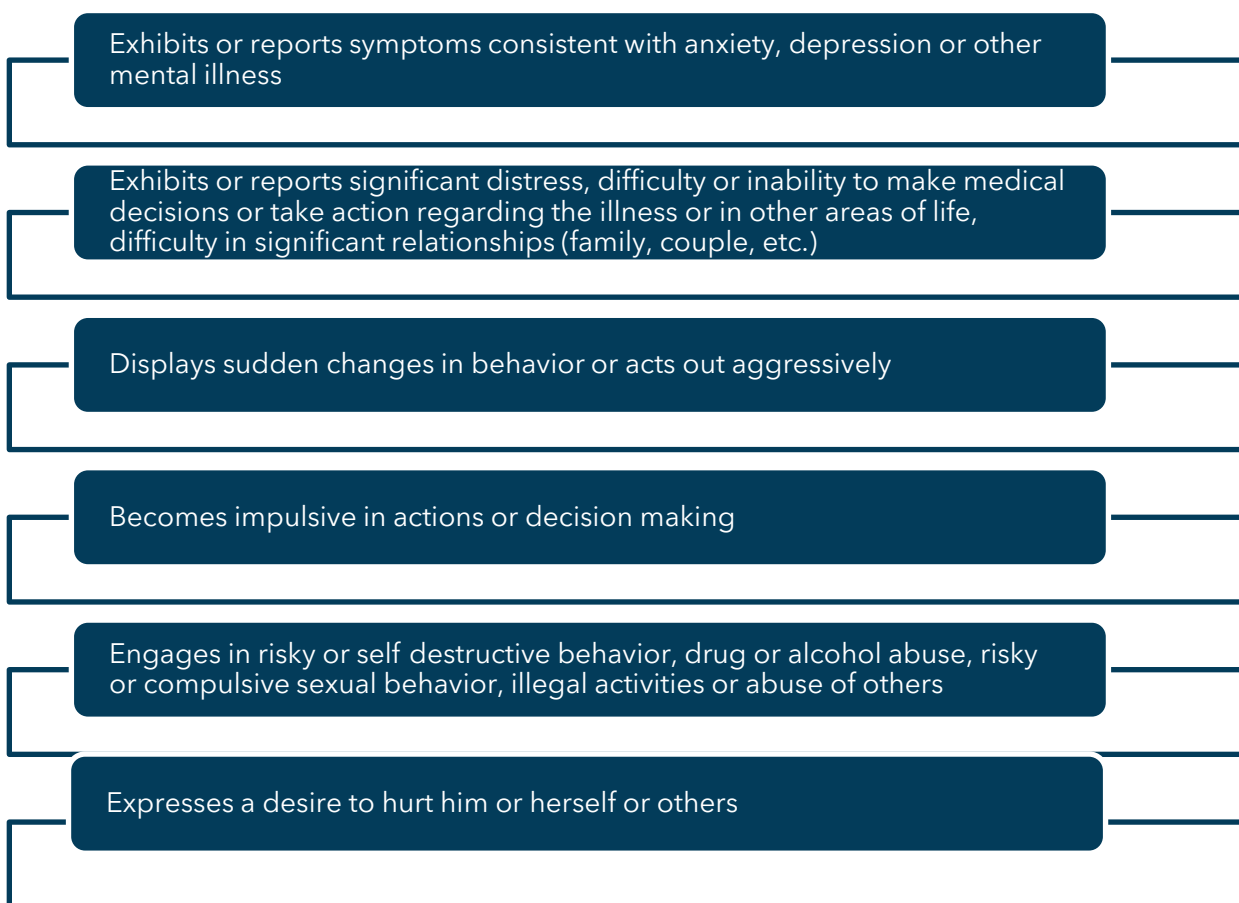 Exhibits or reports symptoms consistent with anxiety, depression or other
mental illness
Exhibits or reports significant distress, difficulty or inability to make medical
decisions or take action regarding the illness or in other areas of life,
difficulty in significant relationships (family, couple, etc.)
Displays sudden changes in behavior or acts out aggressively
Becomes impulsive in actions or decision making
Engages in risky or self destructive behavior, drug or alcohol abuse, risky
or compulsive sexual behavior, illegal activities or abuse of others
Expresses a desire to hurt him or herself or others